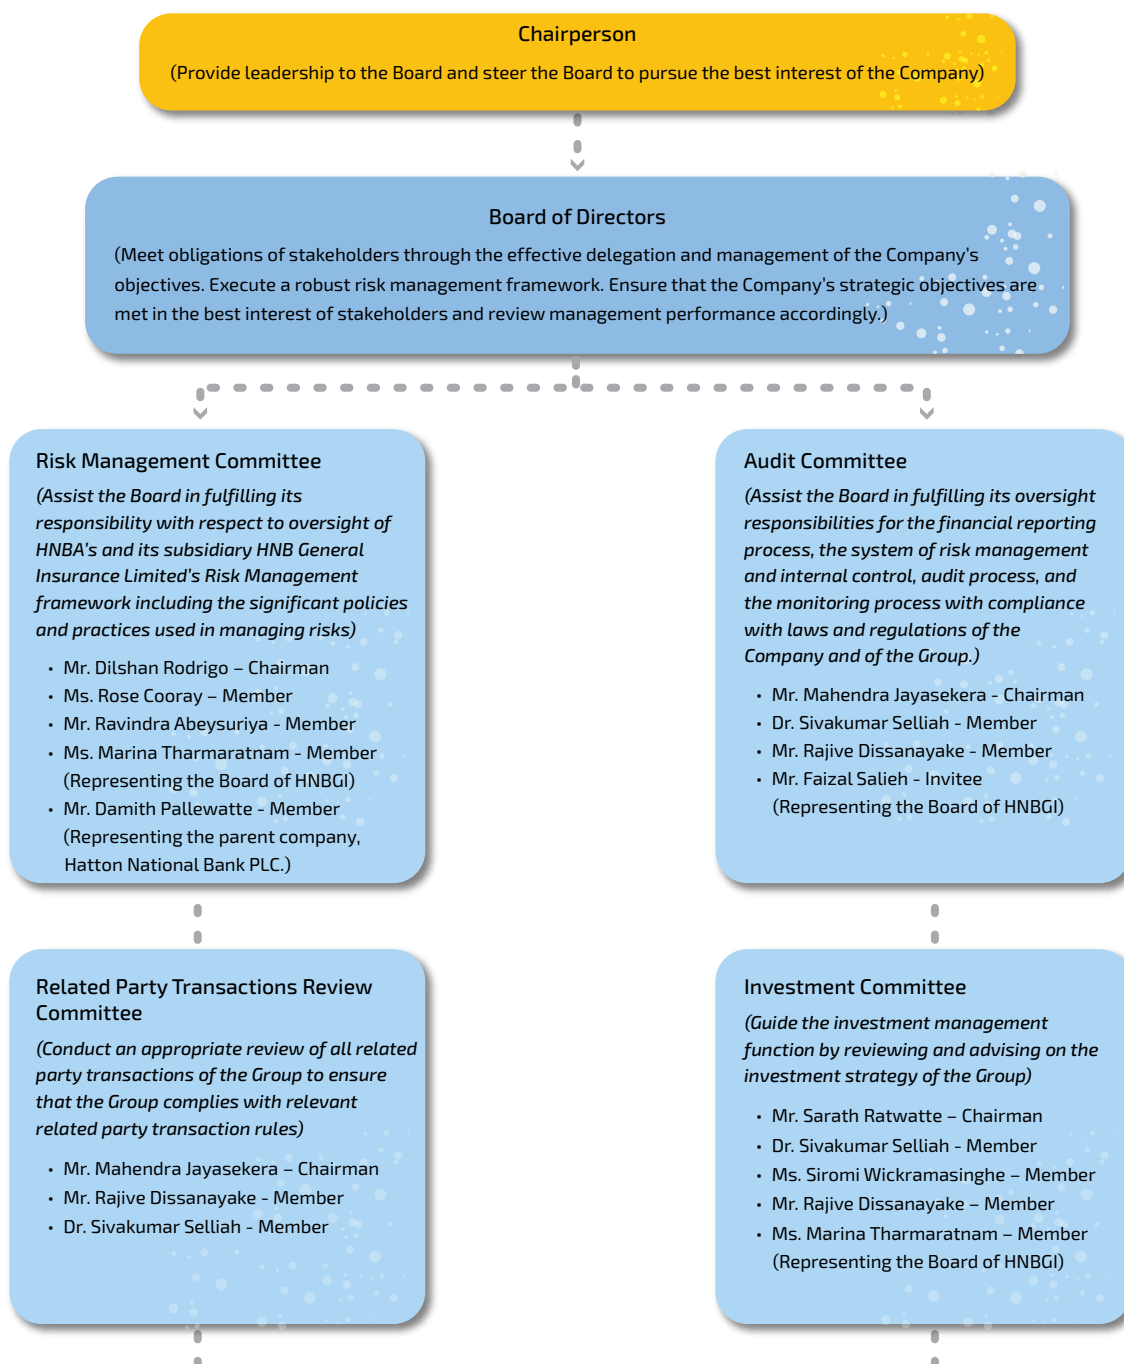 Chairperson
(Provide leadership to the Board and steer the Board to pursue the best interest of the Company)
Board of Directors
(Meet obligations of stakeholders through the effective delegation and management of the Company’s
objectives. Execute a robust risk management framework. Ensure that the Company’s strategic objectives are
met in the best interest of stakeholders and review management performance accordingly.)
Risk Management Committee
(Assist the Board in fulfilling its
responsibility with respect to oversight of
HNBA’s and its subsidiary HNB General
Insurance Limited’s Risk Management
framework including the significant policies
and practices used in managing risks)
• Mr. Dilshan Rodrigo – Chairman
• Ms. Rose Cooray – Member
• Mr. Ravindra Abeysuriya - Member
• Ms. Marina Tharmaratnam - Member
(Representing the Board of HNBGI)
• Mr. Damith Pallewatte - Member
(Representing the parent company,
Hatton National Bank PLC.)
Audit Committee
(Assist the Board in fulfilling its oversight
responsibilities for the financial reporting
process, the system of risk management
and internal control, audit process, and
the monitoring process with compliance
with laws and regulations of the
Company and of the Group.)
• Mr. Mahendra Jayasekera - Chairman
• Dr. Sivakumar Selliah - Member
• Mr. Rajive Dissanayake - Member
• Mr. Faizal Salieh - Invitee
(Representing the Board of HNBGI)
Related Party Transactions Review
Committee
(Conduct an appropriate review of all related
party transactions of the Group to ensure
that the Group complies with relevant
related party transaction rules)
• Mr. Mahendra Jayasekera – Chairman
• Mr. Rajive Dissanayake - Member
• Dr. Sivakumar Selliah - Member
Investment Committee
(Guide the investment management
function by reviewing and advising on the
investment strategy of the Group)
• Mr. Sarath Ratwatte – Chairman
• Dr. Sivakumar Selliah - Member
• Ms. Siromi Wickramasinghe – Member
• Mr. Rajive Dissanayake – Member
• Ms. Marina Tharmaratnam – Member
(Representing the Board of HNBGI)